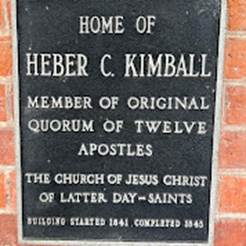 HOME OF
HEBER C. KIMBALL
MEMBER OF ORIGINAL
QUORUM OF TWELVE
APOSTLES
THE CHURCH OF JESUS CHRIST
OF LATTER DAY-SAINTS
BUILDING STARTED 1841 COMPLETED 1845